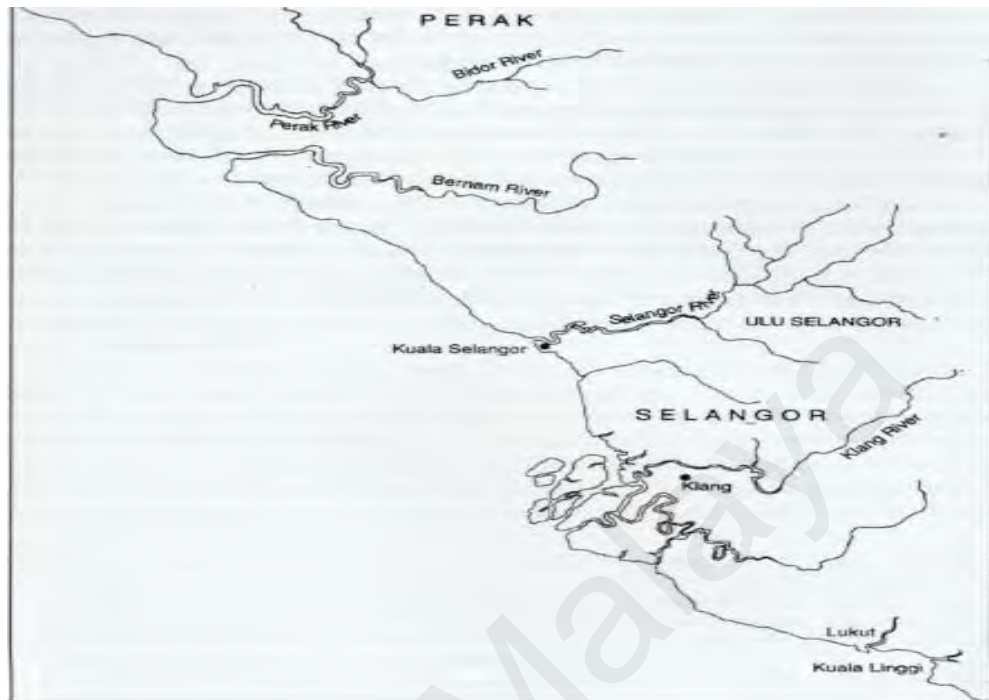 PERAK
Bidor River
Perak River
Bernam River
Selangor River
ULU SELANGOR
Kuala Selangor
SELANGOR
Klang River
Klang
Lukut
Kuala Linggi
Malaya